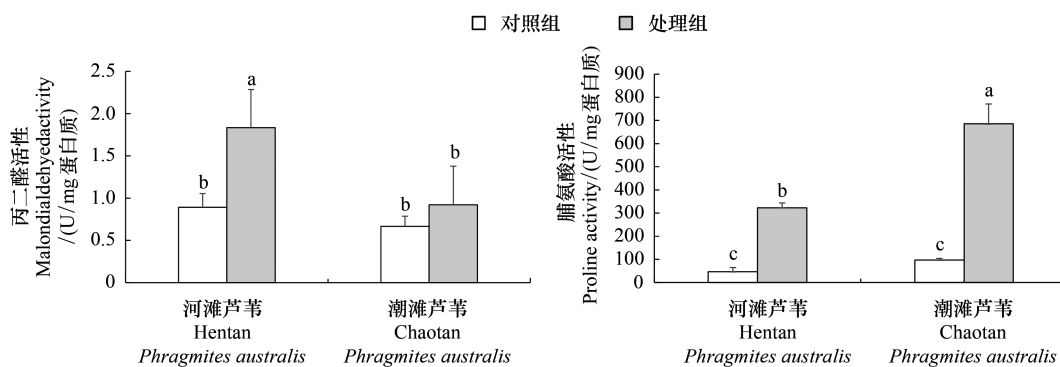 对照组 处理组
丙二醛活性
Malondialdehyedactivity
/(U/mg蛋白质)
2.5
2.0
1.5
1.0
0.5
0
b
a
b
b
河滩芦苇
Hentan
Phragmites australis
潮滩芦苇
Chaotan
Phragmites australis
脯氨酸活性
Proline activity/(U/mg蛋白质)
900
800
700
600
500
400
300
200
100
0
c
b
c
a
河滩芦苇
Hentan
Phragmites australis
潮滩芦苇
Chaotan
Phragmites australis